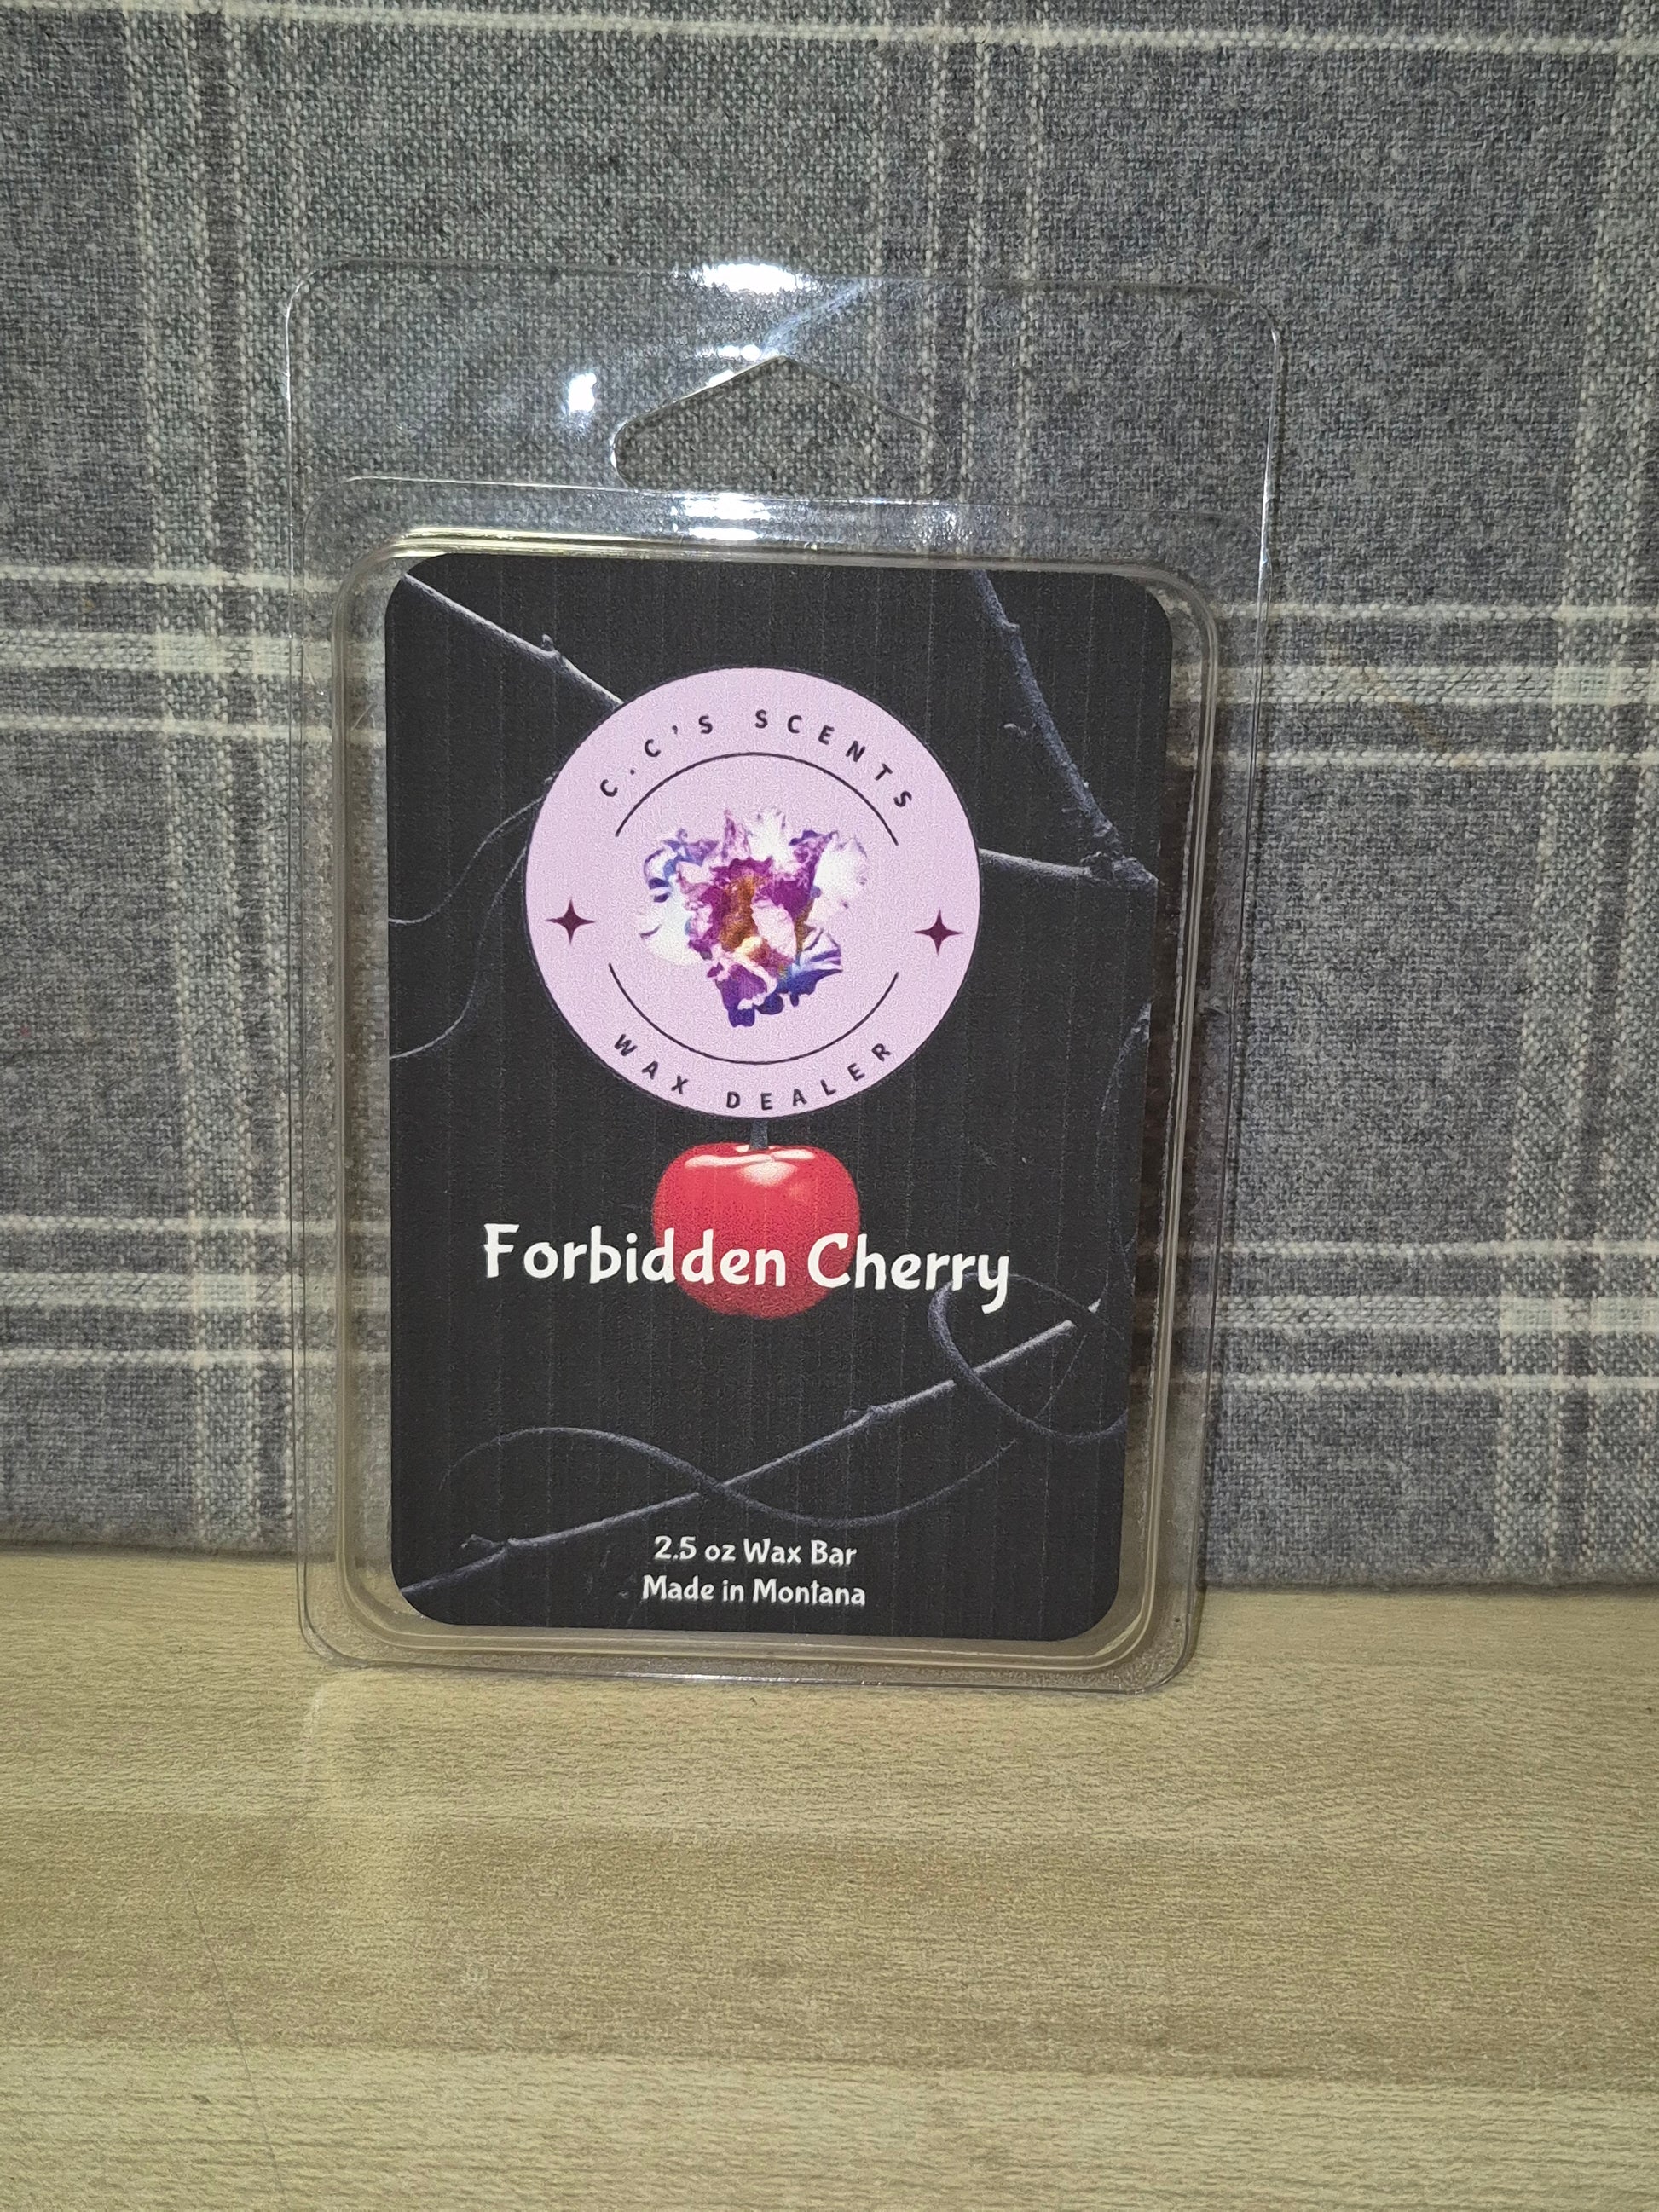 C.C'S SCENTS
WAX DEALER
Forbidden Cherry
2.5 oz Wax Bar
Made in Montana